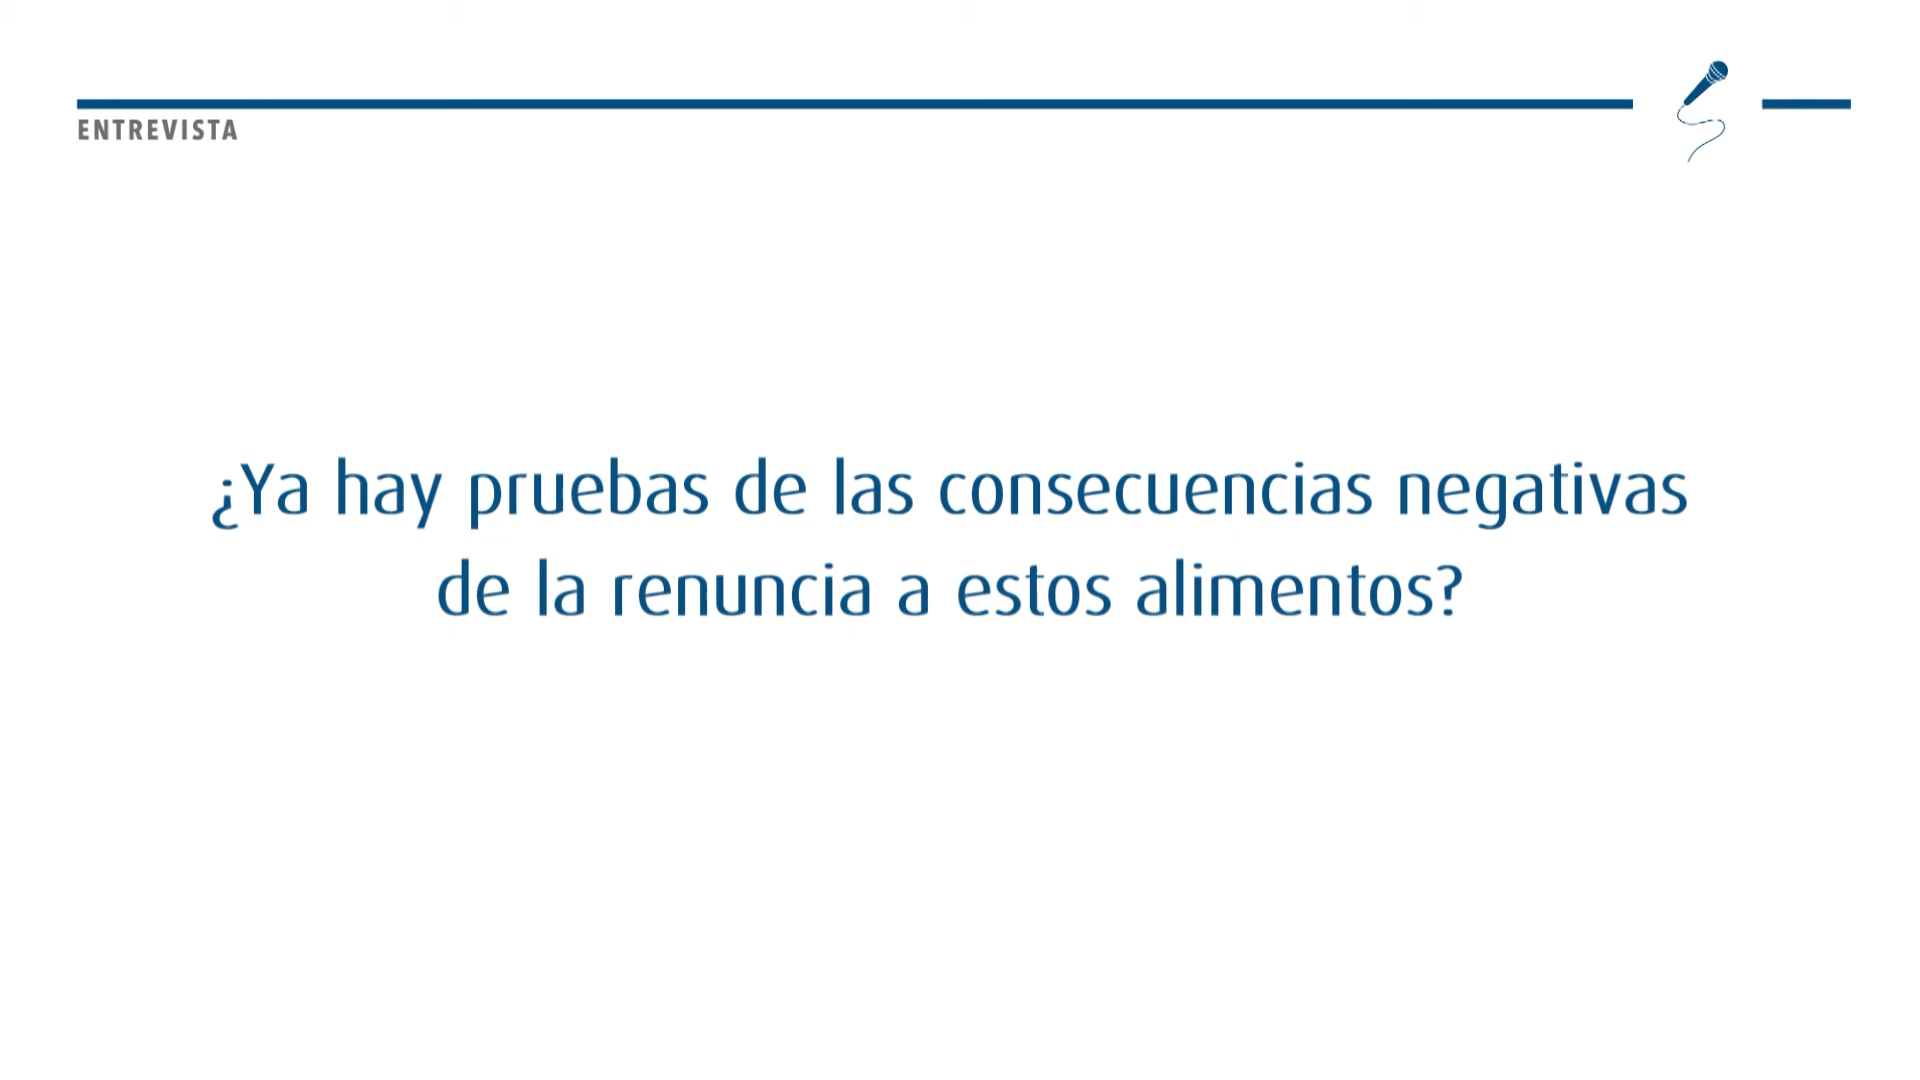 ENTREVISTA
¿Ya hay pruebas de las consecuencias negativas
de la renuncia a estos alimentos?